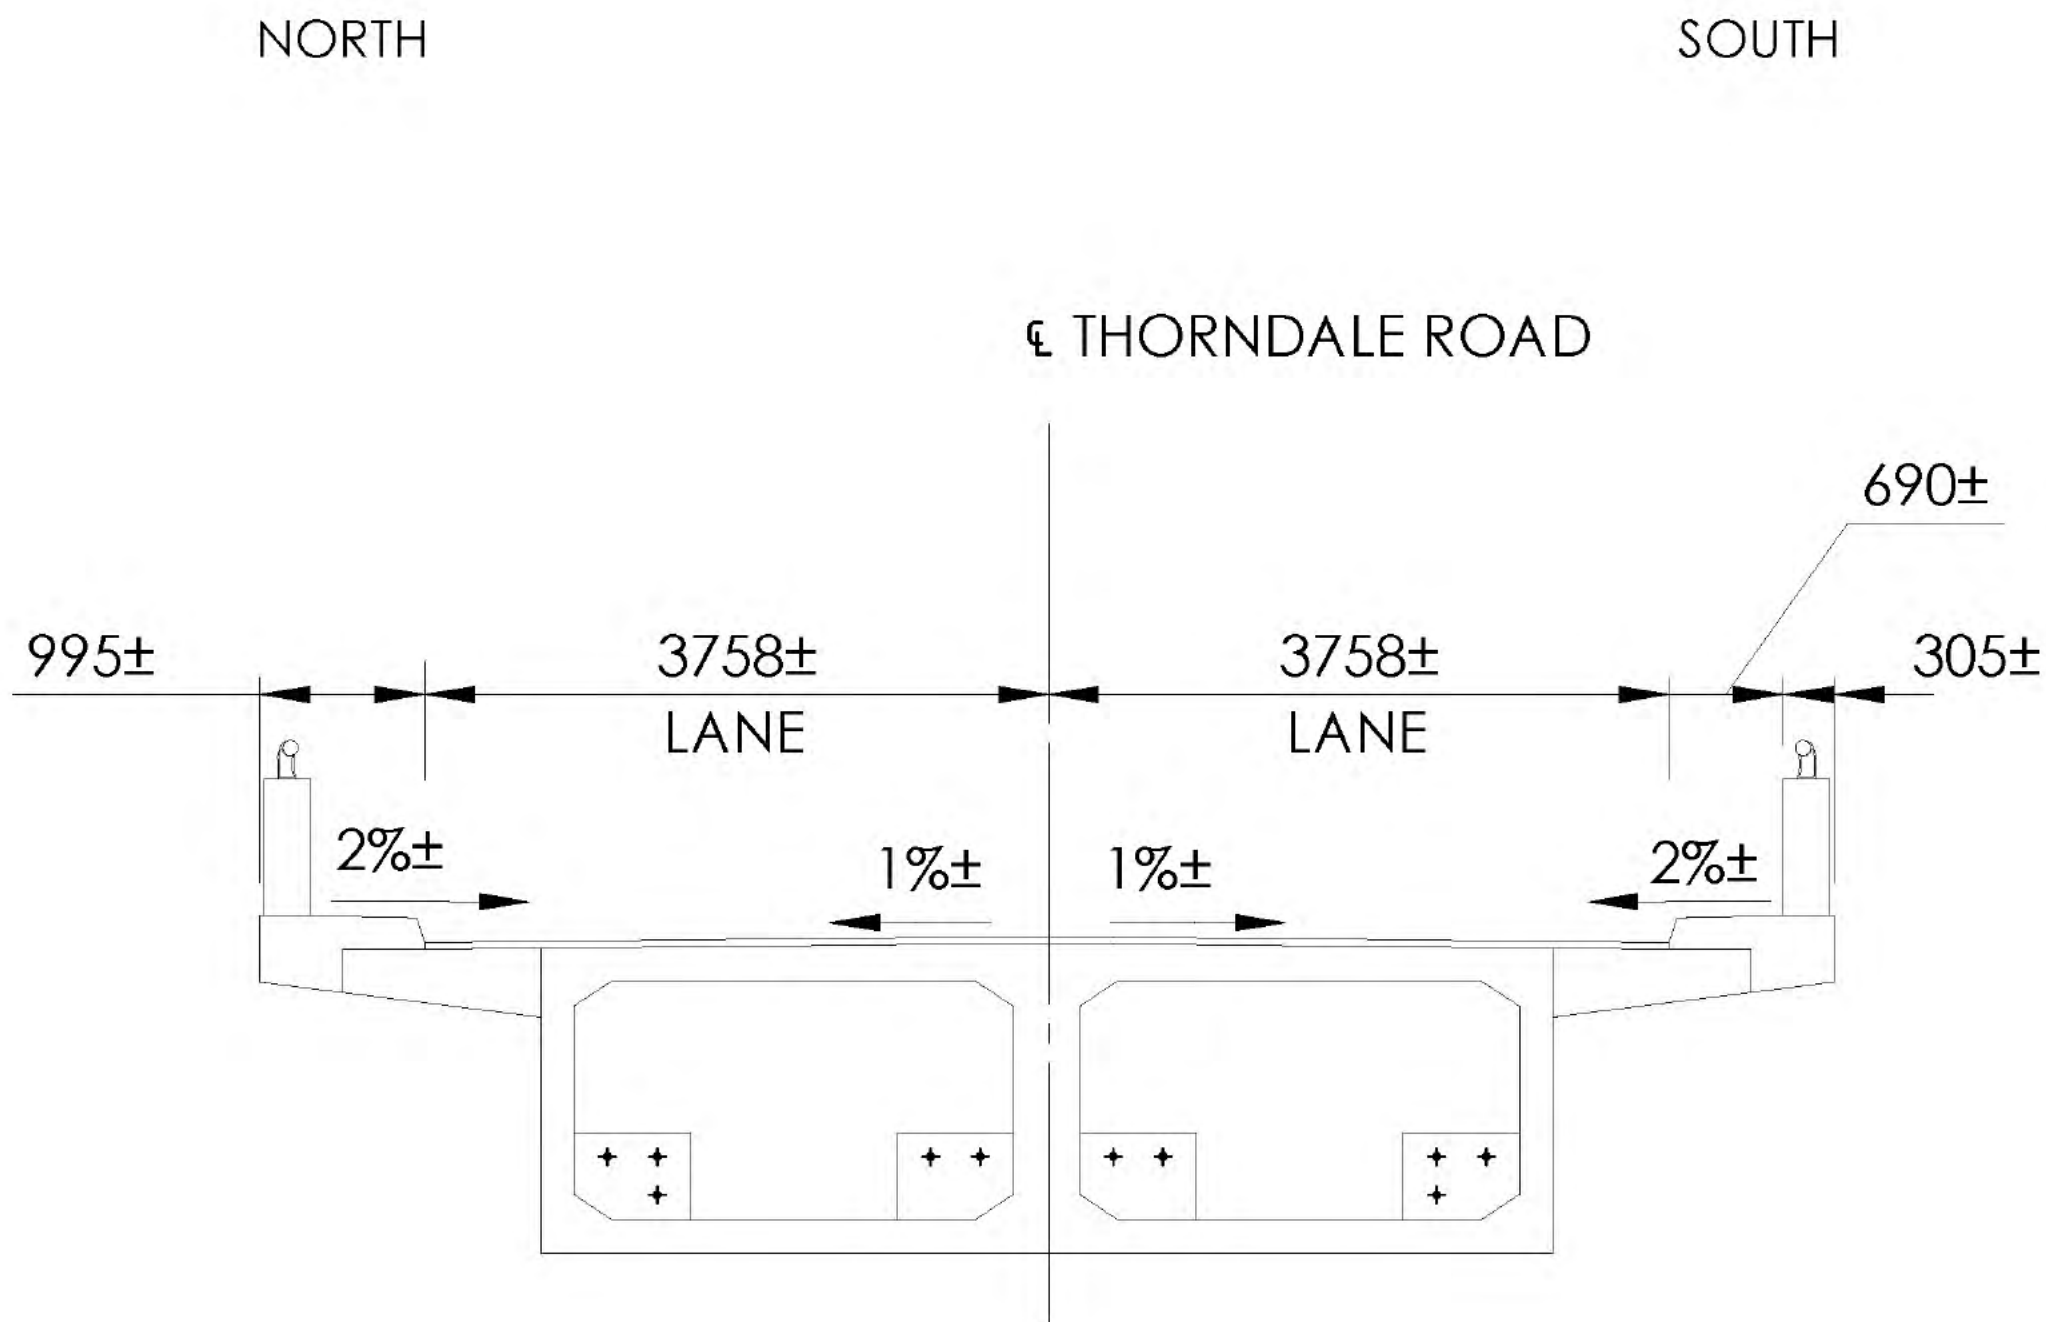 NORTH
SOUTH
℄ THORNDALE ROAD
690±
995±
3758±
3758±
305±
LANE
LANE
2%±
1%±
1%±
2%±